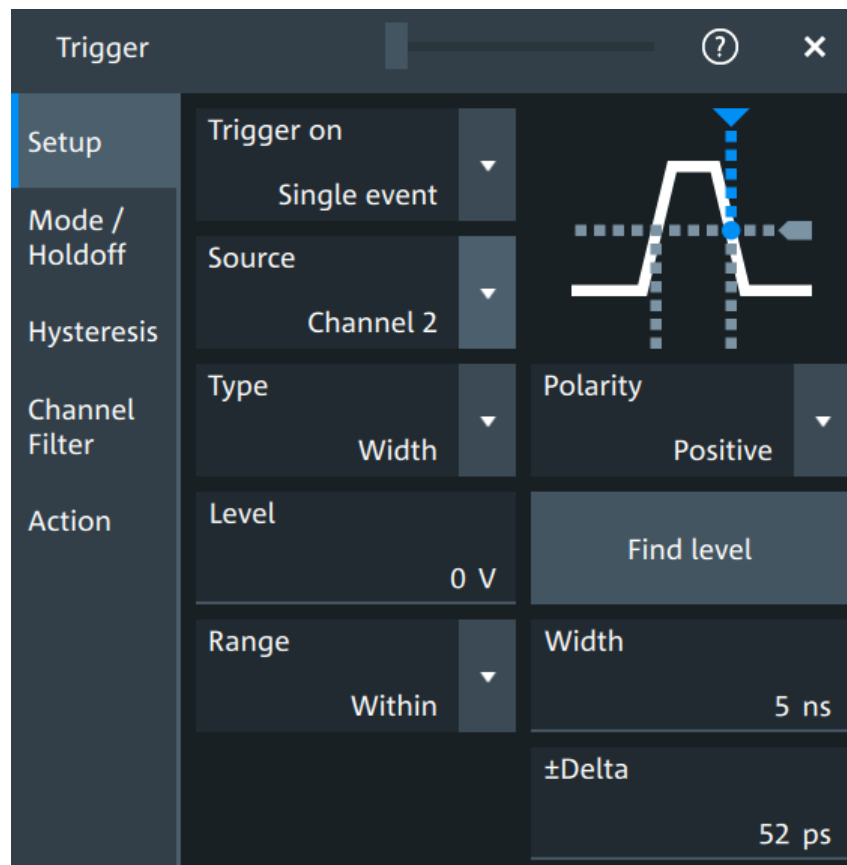 Trigger
?
Setup
Mode /
Holdoff
Hysteresis
Channel
Filter
Action
Trigger on
Single event
Source
Channel 2
Type
Width
Polarity
Positive
Level
0 V
Find level
Range
Within
Width
5 ns
±Delta
52 ps